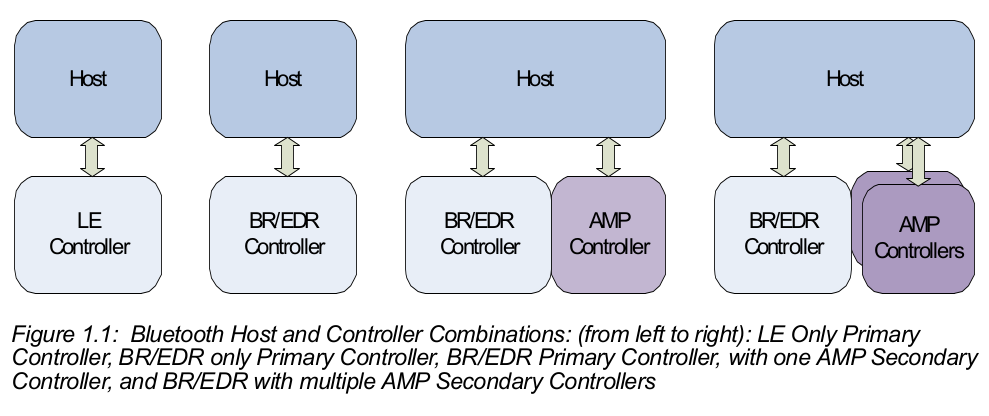 Host
Host
Host
Host
LE
Controller
BR/EDR
Controller
BR/EDR
Controller
AMP
Controller
BR/EDR
Controller
AMP
Controllers
Figure 1.1: Bluetooth Host and Controller Combinations: (from left to right): LE Only Primary
Controller, BR/EDR only Primary Controller, BR/EDR Primary Controller, with one AMP Secondary
Controller, and BR/EDR with multiple AMP Secondary Controllers